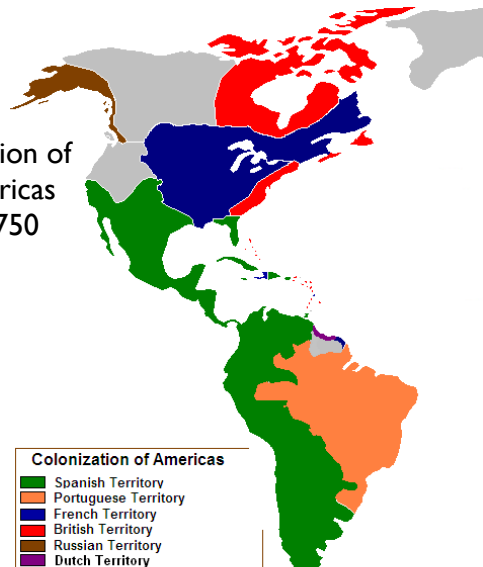 ion of
ricas
750
Colonization of Americas
Spanish Territory
Portuguese Territory
French Territory
British Territory
Russian Territory
Dutch Territory